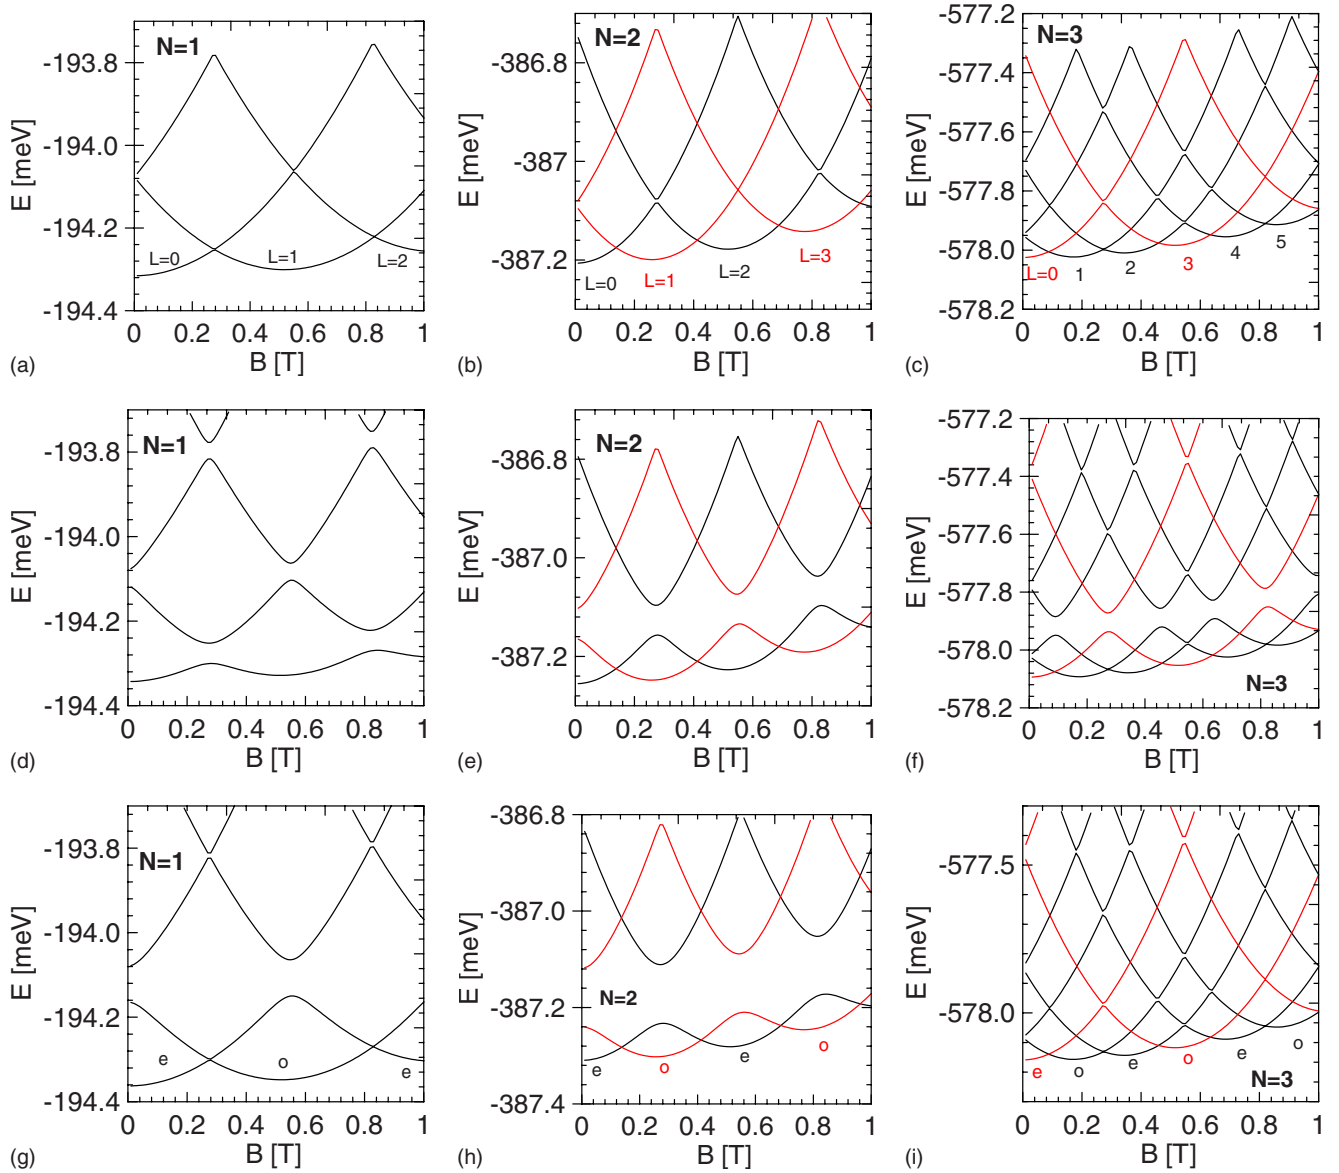 N=1
E [meV]
-193.8
-194.0
-194.2
-194.4
L=0
L=1
L=2
0
0.2
0.4
0.6
0.8
1
B [T]
(a)
N=2
E [meV]
-386.8
-387
-387.2
L=0
L=1
L=2
L=3
0
0.2
0.4
0.6
0.8
1
B [T]
(b)
N=3
E [meV]
-577.2
-577.4
-577.6
-577.8
-578.0
-578.2
L=0
1
2
3
4
5
0
0.2
0.4
0.6
0.8
1
B [T]
(c)
N=1
E [meV]
-193.8
-194.0
-194.2
-194.4
0
0.2
0.4
0.6
0.8
1
B [T]
(d)
N=2
E [meV]
-386.8
-387.0
-387.2
0
0.2
0.4
0.6
0.8
1
B [T]
(e)
N=3
E [meV]
-577.2
-577.4
-577.6
-577.8
-578.0
-578.2
0
0.2
0.4
0.6
0.8
1
B [T]
(f)
N=1
E [meV]
-193.8
-194.0
-194.2
-194.4
e
o
e
0
0.2
0.4
0.6
0.8
1
B [T]
(g)
N=2
E [meV]
-386.8
-387.0
-387.2
-387.4
e
o
e
o
0
0.2
0.4
0.6
0.8
1
B [T]
(h)
N=3
E [meV]
-577.5
-578.0
e
o
e
o
e
o
0
0.2
0.4
0.6
0.8
1
B [T]
(i)